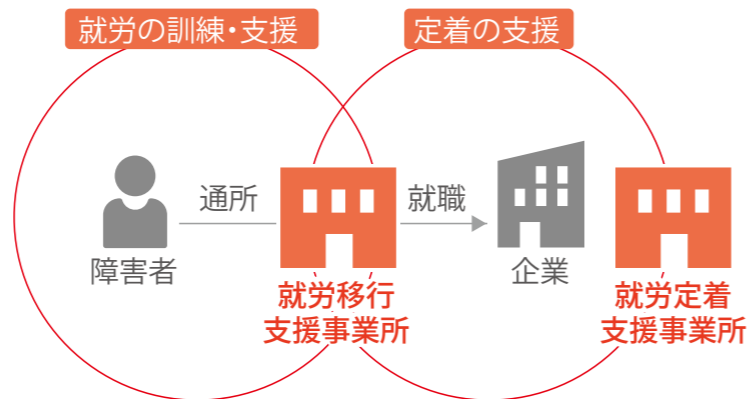 就労の訓練・支援
定着の支援
通所
就職
障害者
就労移行
支援事業所
企業
就労定着
支援事業所